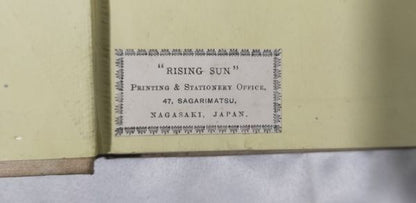 "RISING SUN"
PRINTING & STATIONERY OFFICE,
47, SAGARIMATSU,
NAGASAKI, JAPAN.